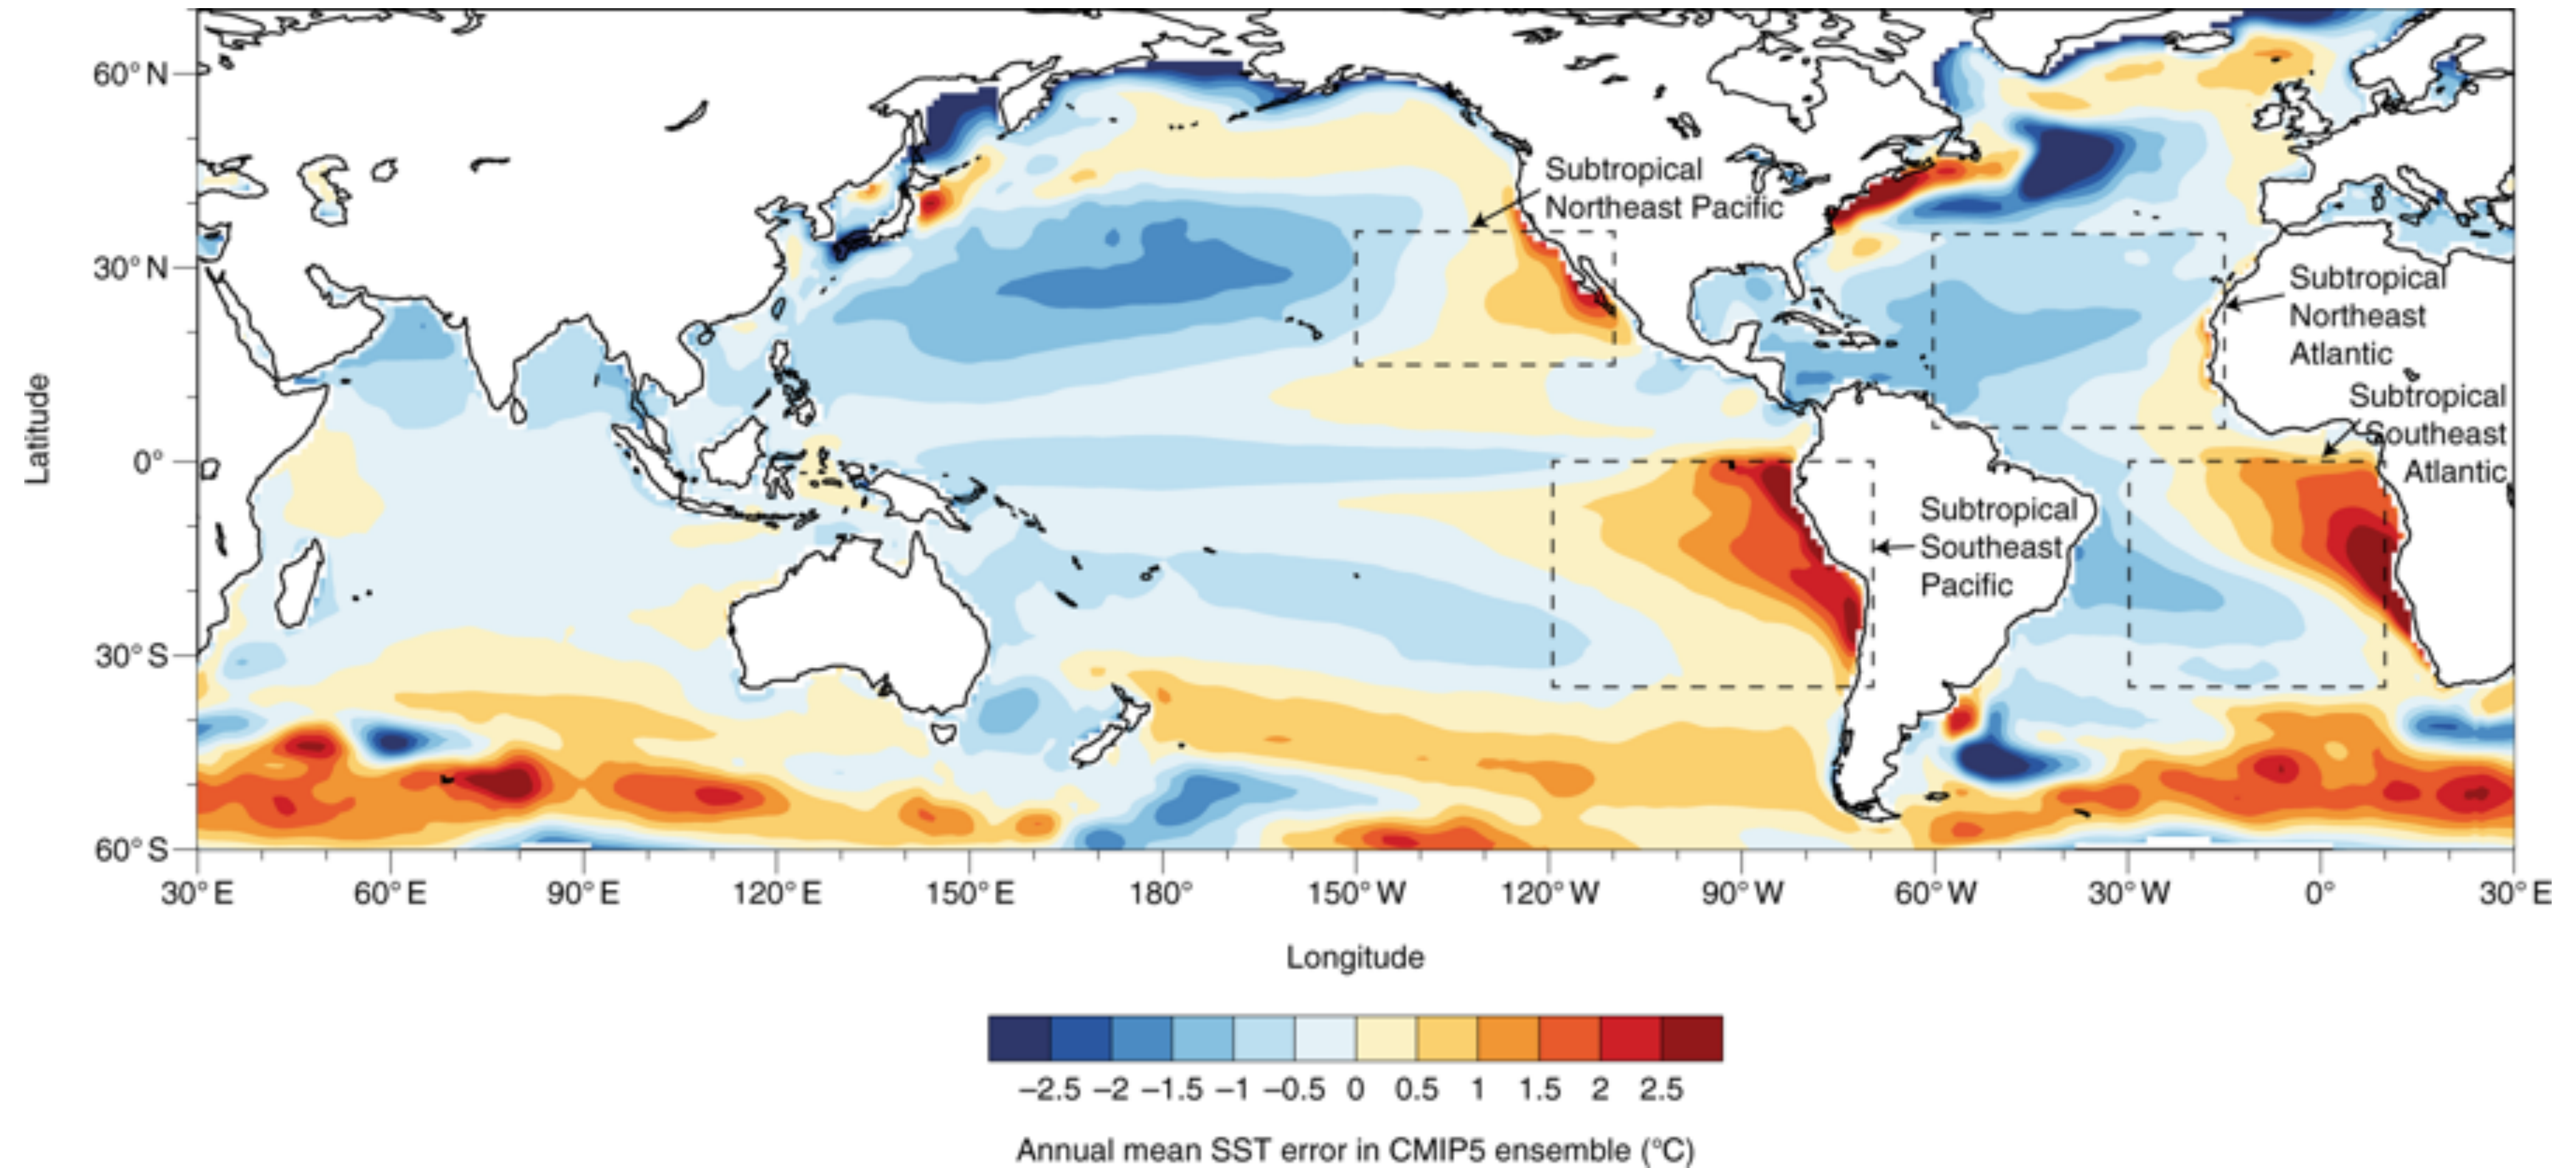 60° N
30° N
0°
30° S
60° S
Latitude
Subtropical
Northeast Pacific
Subtropical
Northeast
Atlantic
Subtropical
Southeast
Atlantic
Subtropical
Southeast
Pacific
30° E 60° E 90° E 120° E 150° E 180° 150° W 120° W 90° W 60° W 30° W 0° 30° E
Longitude
−2.5 −2 −1.5 −1 −0.5 0 0.5 1 1.5 2 2.5
Annual mean SST error in CMIP5 ensemble (°C)